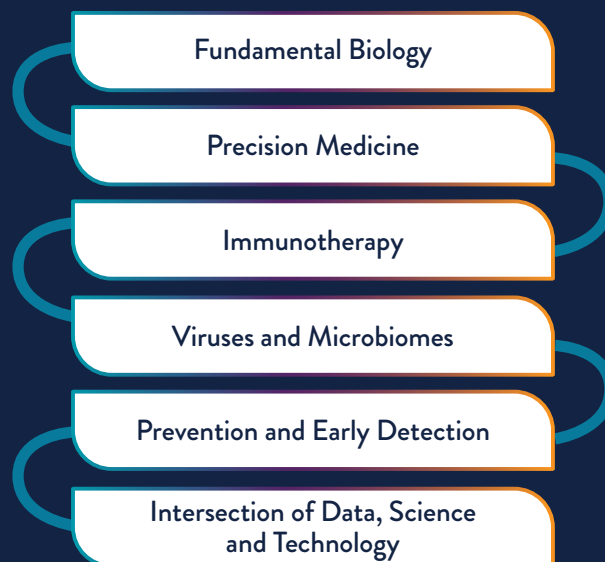 Fundamental Biology
Precision Medicine
Immunotherapy
Viruses and Microbiomes
Prevention and Early Detection
Intersection of Data, Science
and Technology